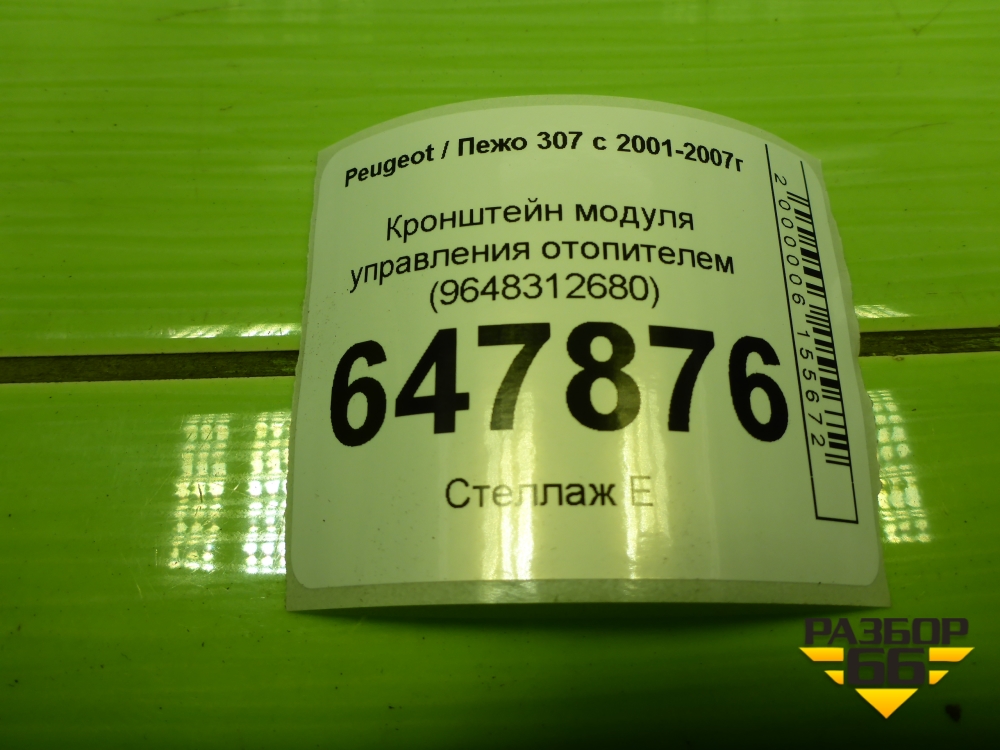 Peugeot / Пежо 307 с 2001-2007г
Кронштейн модуля
управления отопителем
(9648312680)
647876
Стеллаж Е
2000006155672
РАЗБОР
66